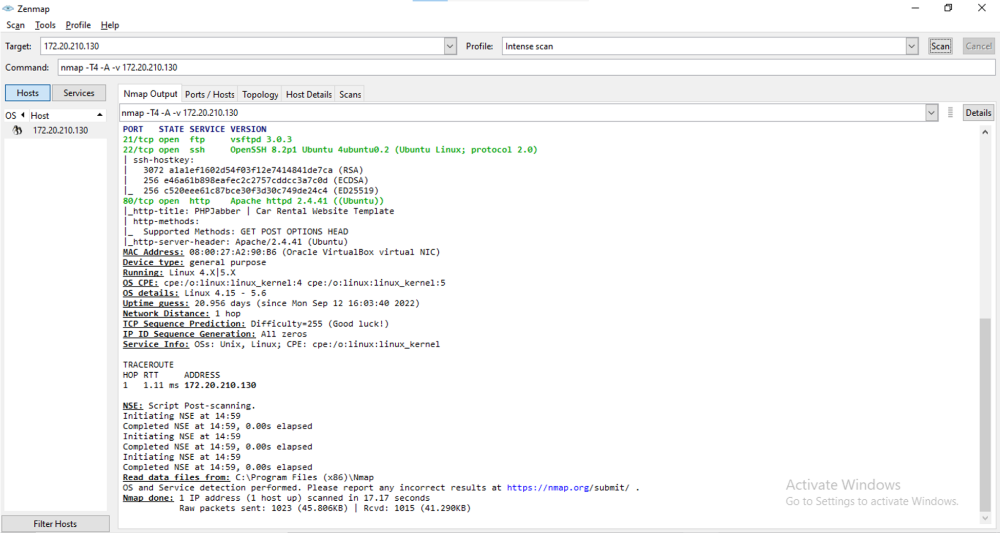 Zenmap
Scan Tools Profile Help
Target: 172.20.210.130 Profile: Intense scan Scan Cancel
Command: nmap -T4 -A -v 172.20.210.130
Hosts Services
Nmap Output Ports / Hosts Topology Host Details Scans
OS Host
172.20.210.130
nmap -T4 -A -v 172.20.210.130 Details
PORT   STATE SERVICE VERSION
21/tcp open  ftp     vsftpd 3.0.3
22/tcp open  ssh     OpenSSH 8.2p1 Ubuntu 4ubuntu0.2 (Ubuntu Linux; protocol 2.0)
| ssh-hostkey:
|   3072 a1a1ef1602d54f03f12e7414841de7ca (RSA)
|   256 e46a61b898eafec2c2757cddcc3a7c0d (ECDSA)
|_  256 c520eee61c87bce30f3d30c749de24c4 (ED25519)
80/tcp open  http    Apache httpd 2.4.41 ((Ubuntu))
|_http-title: PHPJabber | Car Rental Website Template
| http-methods:
|_  Supported Methods: GET POST OPTIONS HEAD
|_http-server-header: Apache/2.4.41 (Ubuntu)
MAC Address: 08:00:27:A2:90:B6 (Oracle VirtualBox virtual NIC)
Device type: general purpose
Running: Linux 4.X|5.X
OS CPE: cpe:/o:linux:linux_kernel:4 cpe:/o:linux:linux_kernel:5
OS details: Linux 4.15 - 5.6
Uptime guess: 20.956 days (since Mon Sep 12 16:03:40 2022)
Network Distance: 1 hop
TCP Sequence Prediction: Difficulty=255 (Good luck!)
IP ID Sequence Generation: All zeros
Service Info: OSs: Unix, Linux; CPE: cpe:/o:linux:linux_kernel
TRACEROUTE
HOP RTT     ADDRESS
1   1.11 ms 172.20.210.130
NSE: Script Post-scanning.
Initiating NSE at 14:59
Completed NSE at 14:59, 0.00s elapsed
Initiating NSE at 14:59
Completed NSE at 14:59, 0.00s elapsed
Initiating NSE at 14:59
Completed NSE at 14:59, 0.00s elapsed
Read data files from: C:\Program Files (x86)\Nmap
OS and Service detection performed. Please report any incorrect results at https://nmap.org/submit/ .
Nmap done: 1 IP address (1 host up) scanned in 17.17 seconds
Raw packets sent: 1023 (45.806KB) | Rcvd: 1015 (41.290KB)
Activate Windows
Go to Settings to activate Windows.
Filter Hosts